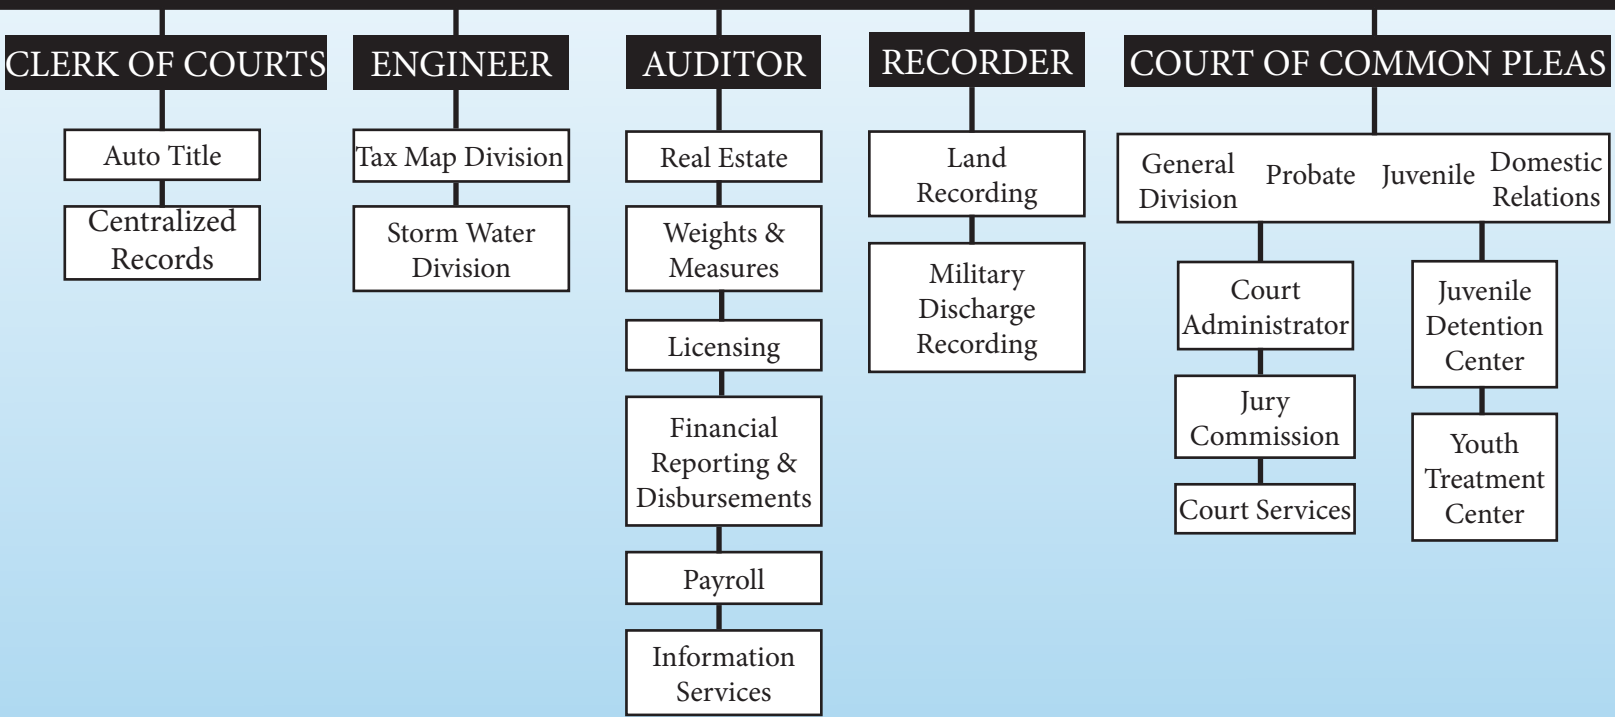 CLERK OF COURTS
Auto Title
Centralized
Records
ENGINEER
Tax Map Division
Storm Water
Division
AUDITOR
Real Estate
Weights &
Measures
Licensing
Financial
Reporting &
Disbursements
Payroll
Information
Services
RECORDER
Land
Recording
Military
Discharge
Recording
COURT OF COMMON PLEAS
General
Division
Probate
Juvenile
Domestic
Relations
Court
Administrator
Jury
Commission
Court Services
Juvenile
Detention
Center
Youth
Treatment
Center